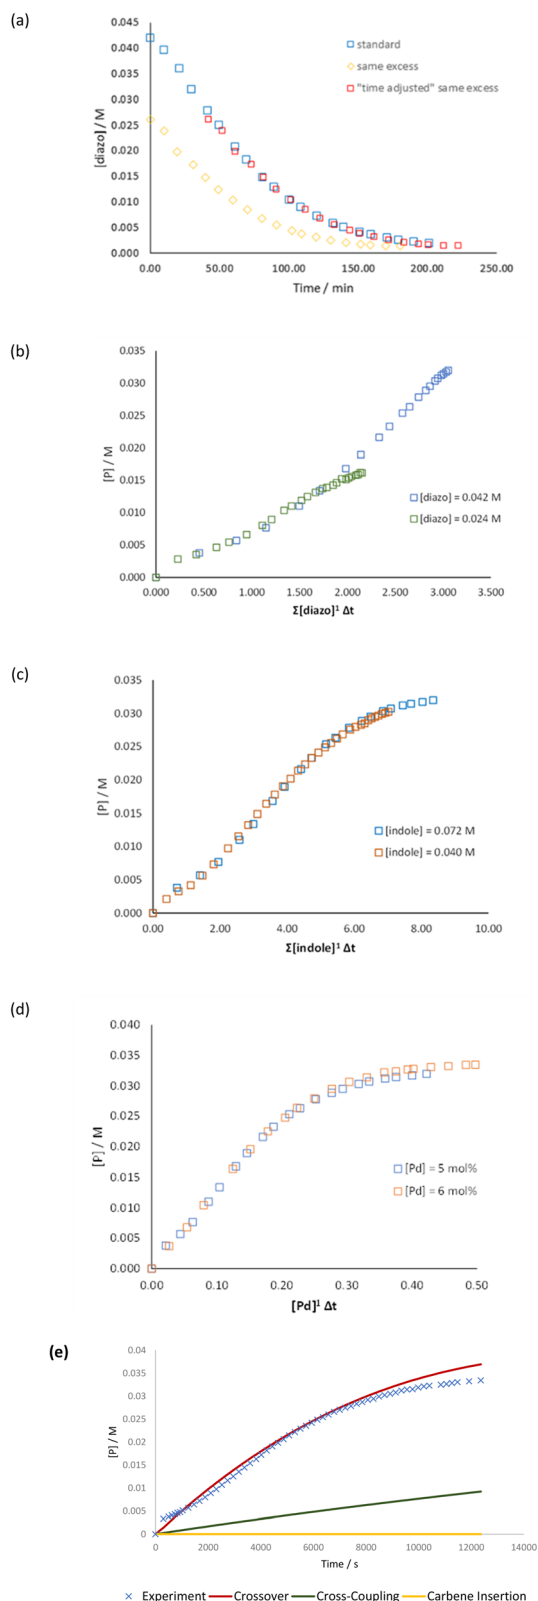 (a)
0.045
0.040
0.035
0.030
0.025
0.020
0.015
0.010
0.005
0.000
[diazo] / M
standard
same excess
"time adjusted" same excess
0.00 50.00 100.00 150.00 200.00 250.00
Time / min
(b)
0.035
0.030
0.025
0.020
0.015
0.010
0.005
0.000
[P] / M
[diazo] = 0.042 M
[diazo] = 0.024 M
0.000 0.500 1.000 1.500 2.000 2.500 3.000 3.500
Σ[diazo]¹ Δt
(c)
0.035
0.030
0.025
0.020
0.015
0.010
0.005
0.000
[P] / M
[indole] = 0.072 M
[indole] = 0.040 M
0.00 2.00 4.00 6.00 8.00 10.00
Σ[indole]¹ Δt
(d)
0.040
0.035
0.030
0.025
0.020
0.015
0.010
0.005
0.000
[P] / M
[Pd] = 5 mol%
[Pd] = 6 mol%
0.00 0.10 0.20 0.30 0.40 0.50
[Pd]¹ Δt
(e)
0.04
0.035
0.03
0.025
0.02
0.015
0.01
0.005
0
[P] / M
0 2000 4000 6000 8000 10000 12000 14000
Time / s
Experiment Crossover Cross-Coupling Carbene Insertion